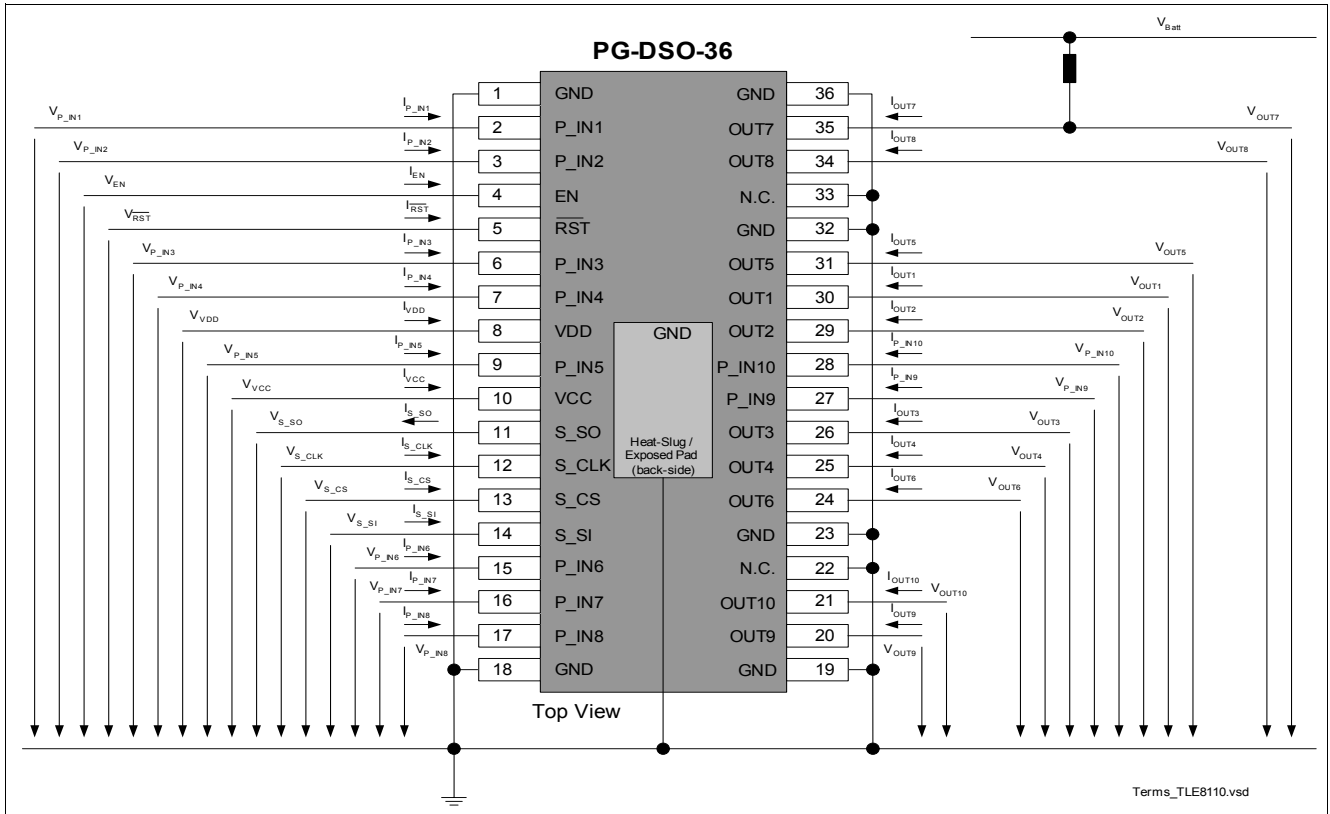 V_Batt
PG-DSO-36
1 GND GND 36
V_P_IN1 I_P_IN1 2 P_IN1 OUT7 35 I_OUT7 V_OUT7
V_P_IN2 I_P_IN2 3 P_IN2 OUT8 34 I_OUT8 V_OUT8
V_EN I_EN 4 EN N.C. 33
V_RST I_RST 5 RST GND 32
V_P_IN3 I_P_IN3 6 P_IN3 OUT5 31 I_OUT5 V_OUT5
V_P_IN4 I_P_IN4 7 P_IN4 OUT1 30 I_OUT1 V_OUT1
V_VDD I_VDD 8 VDD GND OUT2 29 I_OUT2 V_OUT2
V_P_IN5 I_P_IN5 9 P_IN5 P_IN10 28 I_P_IN10 V_P_IN10
V_VCC I_VCC 10 VCC P_IN9 27 I_P_IN9 V_P_IN9
V_S_SO I_S_SO 11 S_SO OUT3 26 I_OUT3 V_OUT3
Heat-Slug /
Exposed Pad
(back-side)
V_S_CLK I_S_CLK 12 S_CLK OUT4 25 I_OUT4 V_OUT4
V_S_CS I_S_CS 13 S_CS OUT6 24 I_OUT6 V_OUT6
V_S_SI I_S_SI 14 S_SI GND 23
V_P_IN6 I_P_IN6 15 P_IN6 N.C. 22
V_P_IN7 I_P_IN7 16 P_IN7 OUT10 21 I_OUT10 V_OUT10
V_P_IN8 I_P_IN8 17 P_IN8 OUT9 20 I_OUT9 V_OUT9
18 GND GND 19
Top View
Terms_TLE8110.vsd